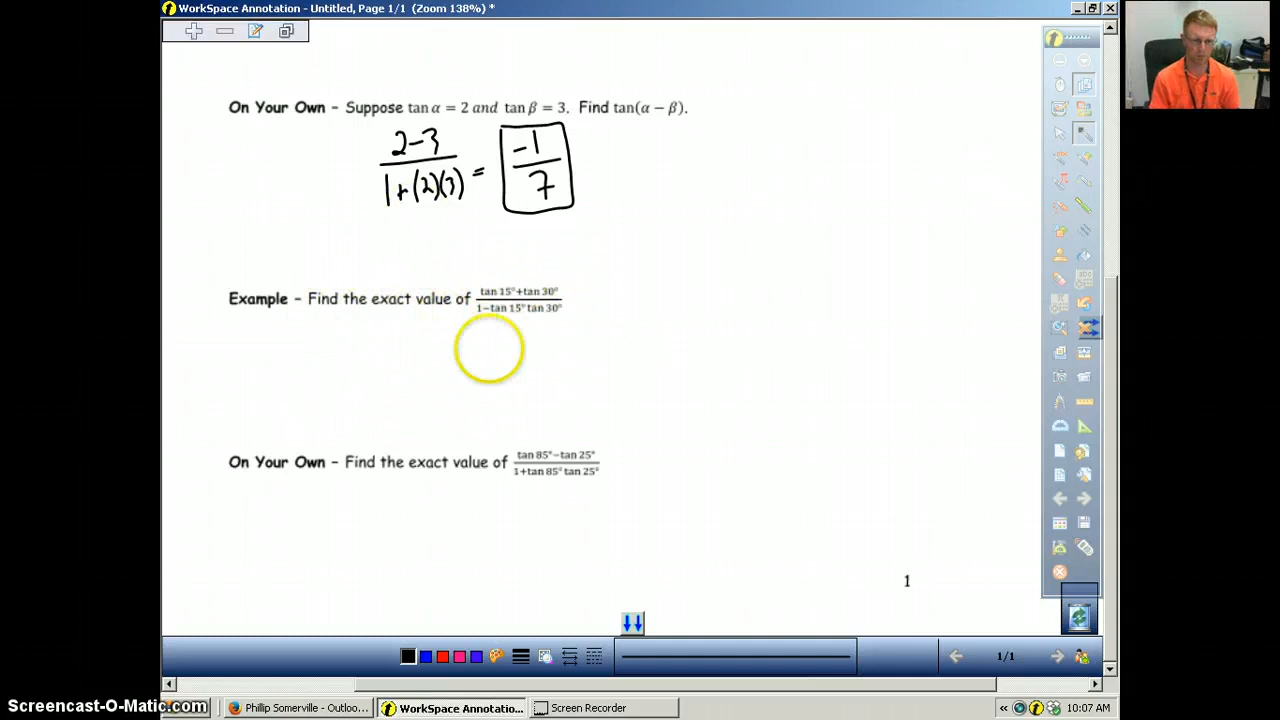 WorkSpace Annotation - Untitled, Page 1/1 (Zoom 138%) *
On Your Own – Suppose tan α = 2 and tan β = 3. Find tan(α − β).
2-3
1+(2)(3)
=
-1
7
Example – Find the exact value of tan 15°+tan 30°
1−tan 15° tan 30°
On Your Own – Find the exact value of tan 85°−tan 25°
1+tan 85° tan 25°
1
1/1
Screencast-O-Matic.com
Phillip Somerville - Outloo...
WorkSpace Annotatio...
Screen Recorder
10:07 AM